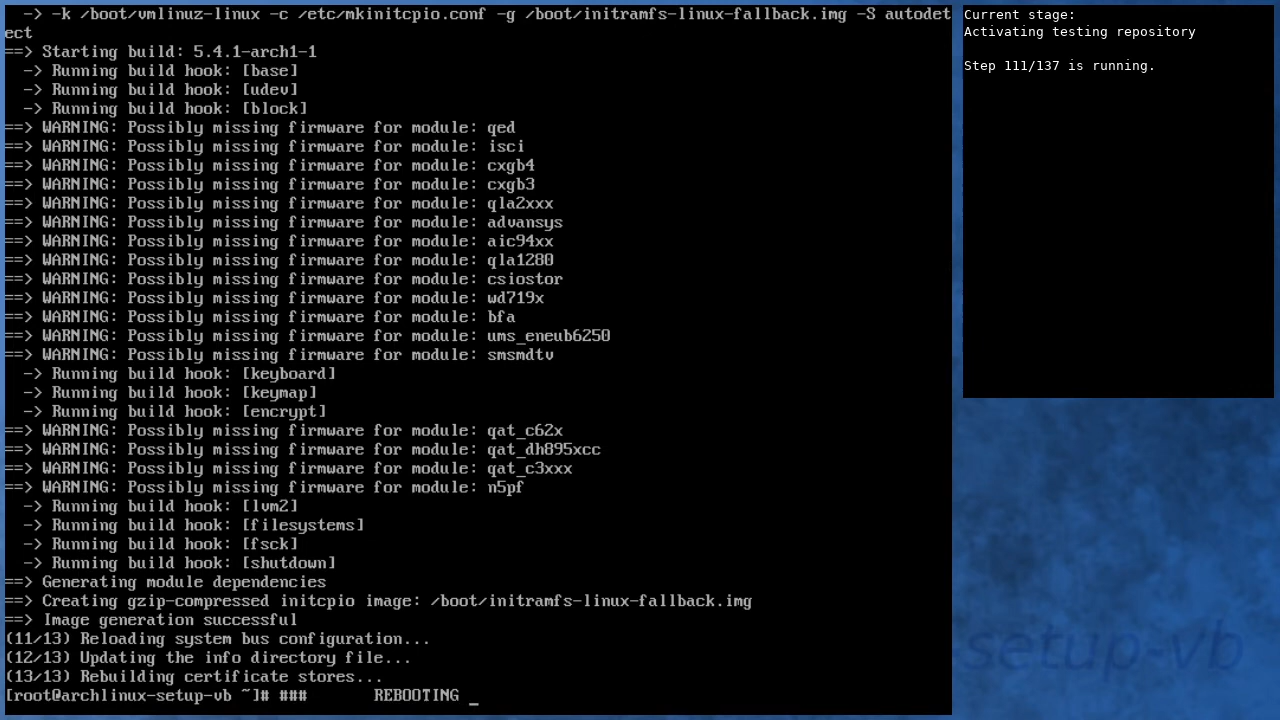 -> -k /boot/vmlinuz-linux -c /etc/mkinitcpio.conf -g /boot/initramfs-linux-fallback.img -S autodet
ect
==> Starting build: 5.4.1-arch1-1
  -> Running build hook: [base]
  -> Running build hook: [udev]
  -> Running build hook: [block]
==> WARNING: Possibly missing firmware for module: qed
==> WARNING: Possibly missing firmware for module: isci
==> WARNING: Possibly missing firmware for module: cxgb4
==> WARNING: Possibly missing firmware for module: cxgb3
==> WARNING: Possibly missing firmware for module: qla2xxx
==> WARNING: Possibly missing firmware for module: advansys
==> WARNING: Possibly missing firmware for module: aic94xx
==> WARNING: Possibly missing firmware for module: qla1280
==> WARNING: Possibly missing firmware for module: csiostor
==> WARNING: Possibly missing firmware for module: wd719x
==> WARNING: Possibly missing firmware for module: bfa
==> WARNING: Possibly missing firmware for module: ums_eneub6250
==> WARNING: Possibly missing firmware for module: smsmdtv
  -> Running build hook: [keyboard]
  -> Running build hook: [keymap]
  -> Running build hook: [encrypt]
==> WARNING: Possibly missing firmware for module: qat_c62x
==> WARNING: Possibly missing firmware for module: qat_dh895xcc
==> WARNING: Possibly missing firmware for module: qat_c3xxx
==> WARNING: Possibly missing firmware for module: n5pf
  -> Running build hook: [lvm2]
  -> Running build hook: [filesystems]
  -> Running build hook: [fsck]
  -> Running build hook: [shutdown]
==> Generating module dependencies
==> Creating gzip-compressed initcpio image: /boot/initramfs-linux-fallback.img
==> Image generation successful
(11/13) Reloading system bus configuration...
(12/13) Updating the info directory file...
(13/13) Rebuilding certificate stores...
[root@archlinux-setup-vb ~]# ###       REBOOTING _
Current stage:
Activating testing repository
Step 111/137 is running.
setup-vb